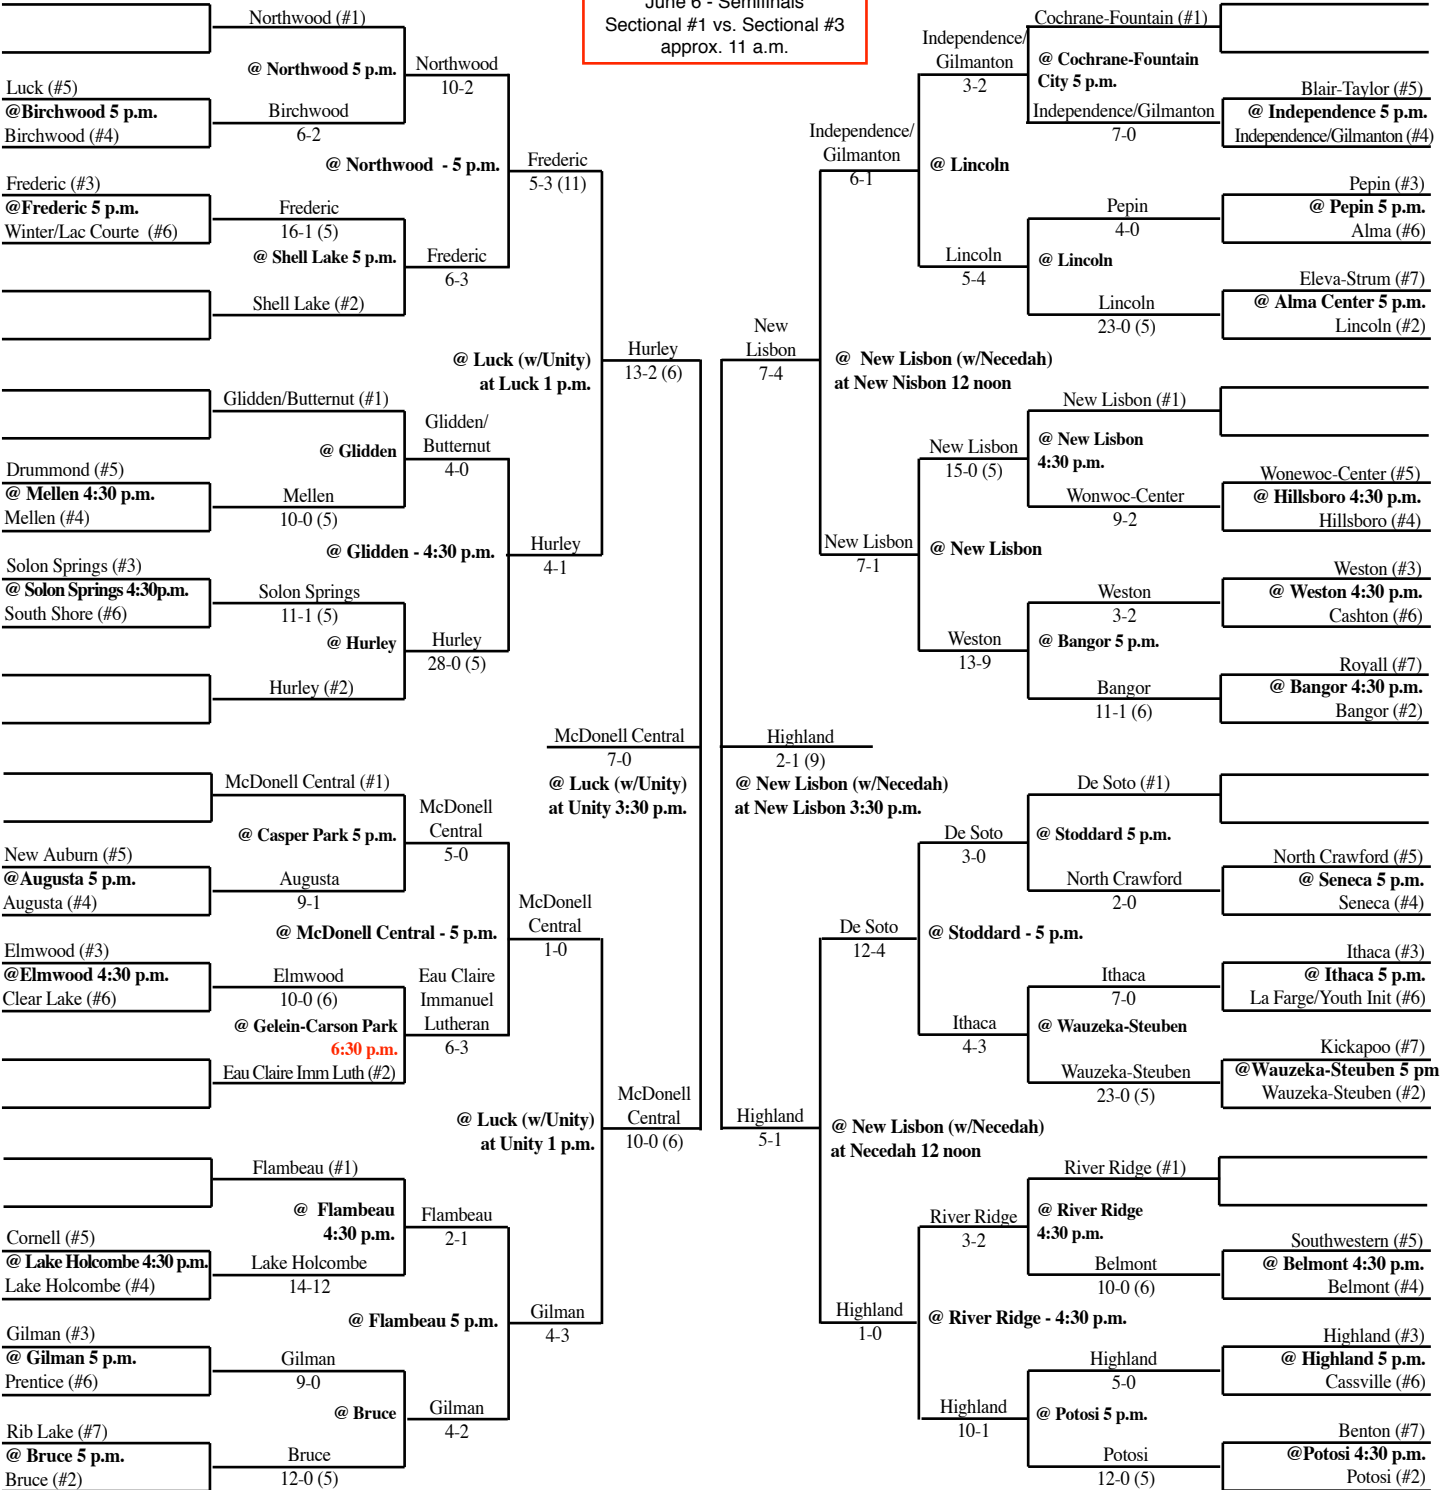 June 6 - Semifinals
Sectional #1 vs. Sectional #3
approx. 11 a.m.
Northwood (#1)
@ Northwood 5 p.m.
Northwood
10-2
Luck (#5)
@Birchwood 5 p.m.
Birchwood (#4)
Birchwood
6-2
@ Northwood - 5 p.m.
Frederic
5-3 (11)
Frederic (#3)
@Frederic 5 p.m.
Winter/Lac Courte (#6)
Frederic
16-1 (5)
@ Shell Lake 5 p.m.
Frederic
6-3
Shell Lake (#2)
@ Luck (w/Unity)
at Luck 1 p.m.
Hurley
13-2 (6)
Glidden/Butternut (#1)
@ Glidden
Glidden/
Butternut
4-0
Drummond (#5)
@ Mellen 4:30 p.m.
Mellen (#4)
Mellen
10-0 (5)
@ Glidden - 4:30 p.m.
Hurley
4-1
Solon Springs (#3)
@ Solon Springs 4:30p.m.
South Shore (#6)
Solon Springs
11-1 (5)
@ Hurley
Hurley
28-0 (5)
Hurley (#2)
McDonell Central
7-0
@ Luck (w/Unity)
at Unity 3:30 p.m.
McDonell Central (#1)
@ Casper Park 5 p.m.
McDonell
Central
5-0
New Auburn (#5)
@Augusta 5 p.m.
Augusta (#4)
Augusta
9-1
@ McDonell Central - 5 p.m.
McDonell
Central
1-0
Elmwood (#3)
@Elmwood 4:30 p.m.
Clear Lake (#6)
Elmwood
10-0 (6)
@ Gelein-Carson Park
6:30 p.m.
Eau Claire
Immanuel
Lutheran
6-3
Eau Claire Imm Luth (#2)
@ Luck (w/Unity)
at Unity 1 p.m.
McDonell
Central
10-0 (6)
Flambeau (#1)
@ Flambeau
4:30 p.m.
Flambeau
2-1
Cornell (#5)
@ Lake Holcombe 4:30 p.m.
Lake Holcombe (#4)
Lake Holcombe
14-12
@ Flambeau 5 p.m.
Gilman
4-3
Gilman (#3)
@ Gilman 5 p.m.
Prentice (#6)
Gilman
9-0
@ Bruce
Gilman
4-2
Rib Lake (#7)
@ Bruce 5 p.m.
Bruce (#2)
Bruce
12-0 (5)
Cochrane-Fountain (#1)
Independence/
Gilmanton
3-2
@ Cochrane-Fountain
City 5 p.m.
Blair-Taylor (#5)
@ Independence 5 p.m.
Independence/Gilmanton (#4)
Independence/Gilmanton
7-0
Independence/
Gilmanton
6-1
@ Lincoln
Pepin (#3)
@ Pepin 5 p.m.
Alma (#6)
Pepin
4-0
Lincoln
5-4
@ Lincoln
Eleva-Strum (#7)
@ Alma Center 5 p.m.
Lincoln (#2)
Lincoln
23-0 (5)
New
Lisbon
7-4
@ New Lisbon (w/Necedah)
at New Nisbon 12 noon
New Lisbon (#1)
New Lisbon
15-0 (5)
@ New Lisbon
4:30 p.m.
Wonewoc-Center (#5)
@ Hillsboro 4:30 p.m.
Hillsboro (#4)
Wonwoc-Center
9-2
New Lisbon
7-1
@ New Lisbon
Weston (#3)
@ Weston 4:30 p.m.
Cashton (#6)
Weston
3-2
Weston
13-9
@ Bangor 5 p.m.
Royall (#7)
@ Bangor 4:30 p.m.
Bangor (#2)
Bangor
11-1 (6)
Highland
2-1 (9)
@ New Lisbon (w/Necedah)
at New Lisbon 3:30 p.m.
De Soto (#1)
De Soto
3-0
@ Stoddard 5 p.m.
North Crawford (#5)
@ Seneca 5 p.m.
Seneca (#4)
North Crawford
2-0
De Soto
12-4
@ Stoddard - 5 p.m.
Ithaca (#3)
@ Ithaca 5 p.m.
La Farge/Youth Init (#6)
Ithaca
7-0
Ithaca
4-3
@ Wauzeka-Steuben
Kickapoo (#7)
@Wauzeka-Steuben 5 pm
Wauzeka-Steuben (#2)
Wauzeka-Steuben
23-0 (5)
Highland
5-1
@ New Lisbon (w/Necedah)
at Necedah 12 noon
River Ridge (#1)
River Ridge
3-2
@ River Ridge
4:30 p.m.
Southwestern (#5)
@ Belmont 4:30 p.m.
Belmont (#4)
Belmont
10-0 (6)
Highland
1-0
@ River Ridge - 4:30 p.m.
Highland (#3)
@ Highland 5 p.m.
Cassville (#6)
Highland
5-0
Highland
10-1
@ Potosi 5 p.m.
Benton (#7)
@Potosi 4:30 p.m.
Potosi (#2)
Potosi
12-0 (5)